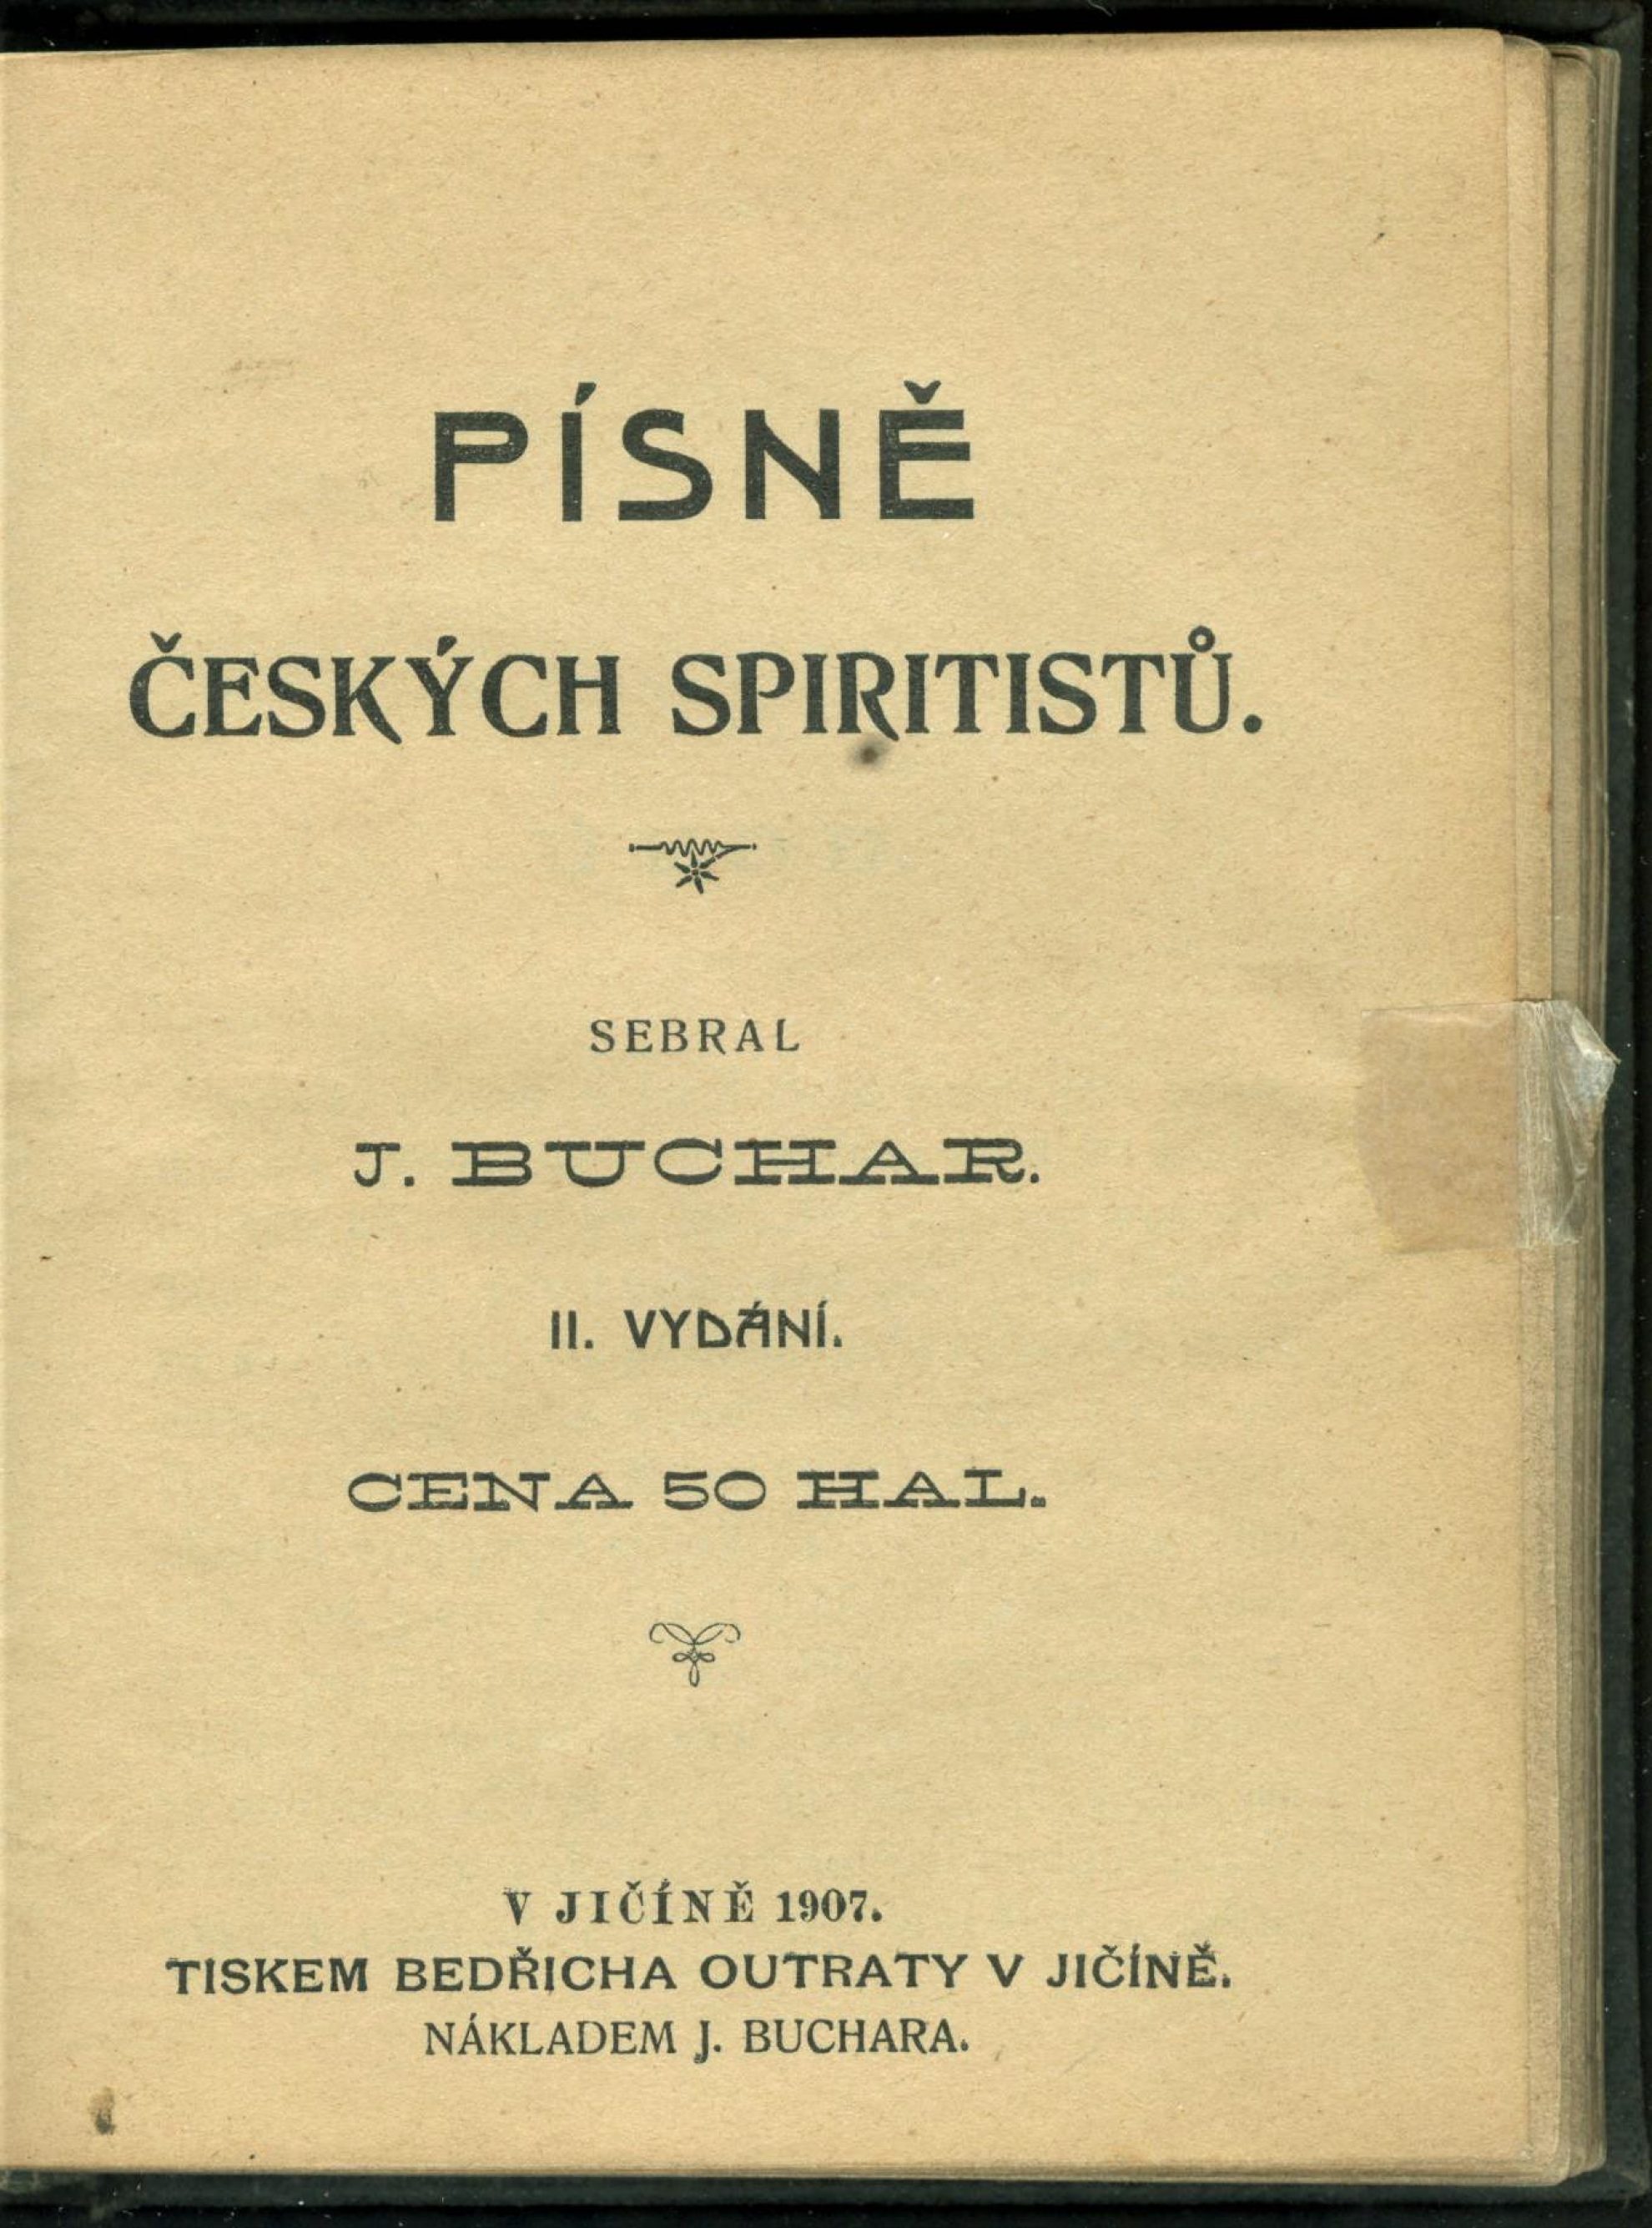 PÍSNĚ
ČESKÝCH SPIRITISTŮ.
SEBRAL
J. BUCHAR.
II. VYDÁNÍ.
CENA 50 HAL.
V JIČÍNĚ 1907.
TISKEM BEDŘICHA OUTRATY V JIČÍNĚ.
NÁKLADEM J. BUCHARA.